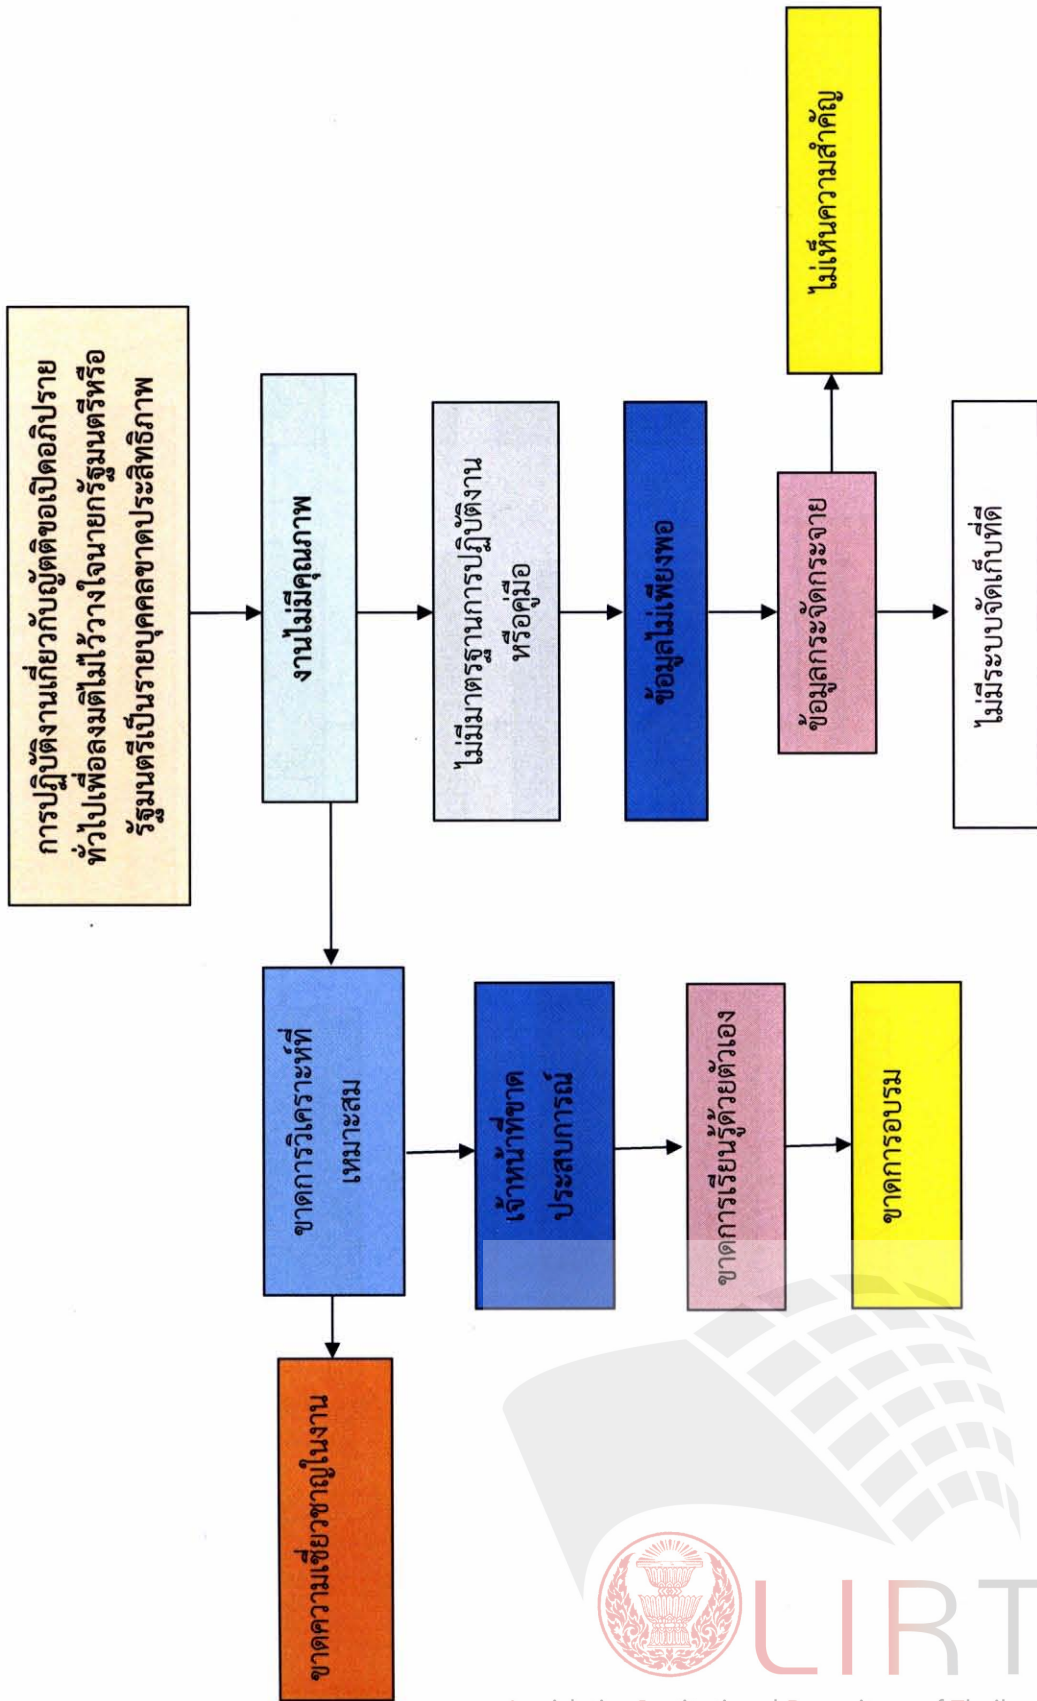 การปฏิบัติงานเกี่ยวกับญัตติขอเปิดอภิปราย
ทั่วไปเพื่อลงมติไม่ไว้วางใจนายกรัฐมนตรีหรือ
รัฐมนตรีเป็นรายบุคคลขาดประสิทธิภาพ
งานไม่มีคุณภาพ
ไม่มีมาตรฐานการปฏิบัติงาน
หรือคู่มือ
ข้อมูลไม่เพียงพอ
ข้อมูลกระจัดกระจาย
ไม่เห็นความสำคัญ
ไม่มีระบบจัดเก็บที่ดี
ขาดการวิเคราะห์ที่
เหมาะสม
เจ้าหน้าที่ขาด
ประสบการณ์
ขาดการเรียนรู้ด้วยตัวเอง
ขาดการอบรม
ขาดความเชี่ยวชาญในงาน
LIRT